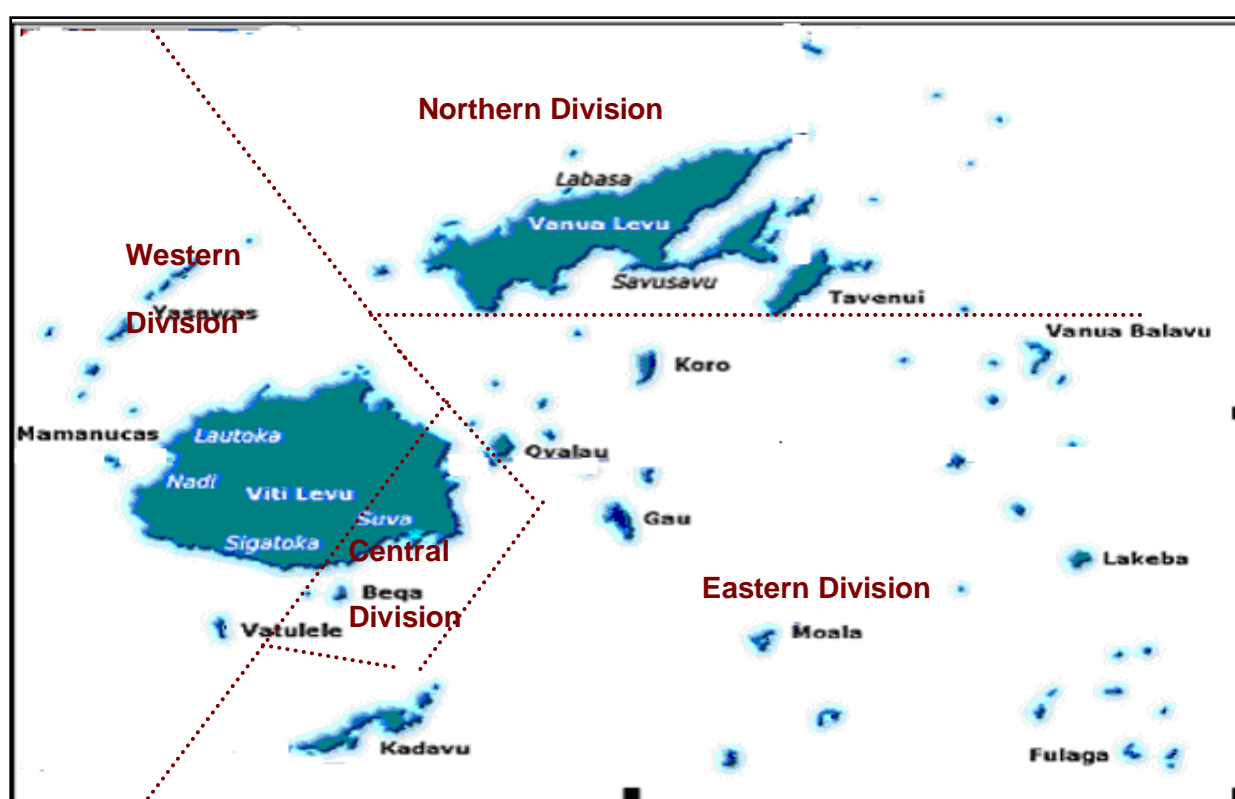 Northern Division
Labasa
Vanua Levu
Western
Savusavu
Tavenui
Yasawas
Division
Vanua Balavu
Koro
Mamanucas
Lautoka
Ovalau
Nadi
Viti Levu
Suva
Gau
Sigatoka
Central
Lakeba
Beqa
Eastern Division
Division
Vatulele
Moala
Kadavu
Fulaga